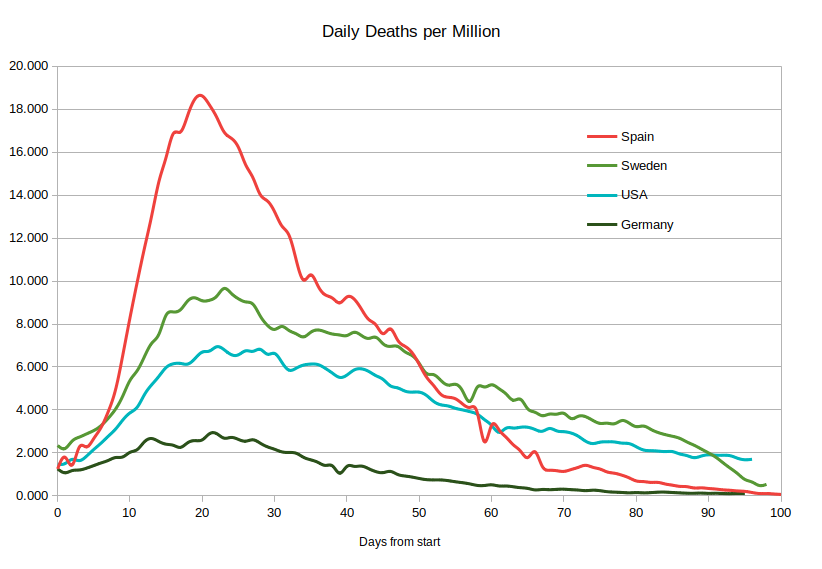 Daily Deaths per Million
20.000
18.000
16.000
14.000
12.000
10.000
8.000
6.000
4.000
2.000
0.000
Spain
Sweden
USA
Germany
0 10 20 30 40 50 60 70 80 90 100
Days from start